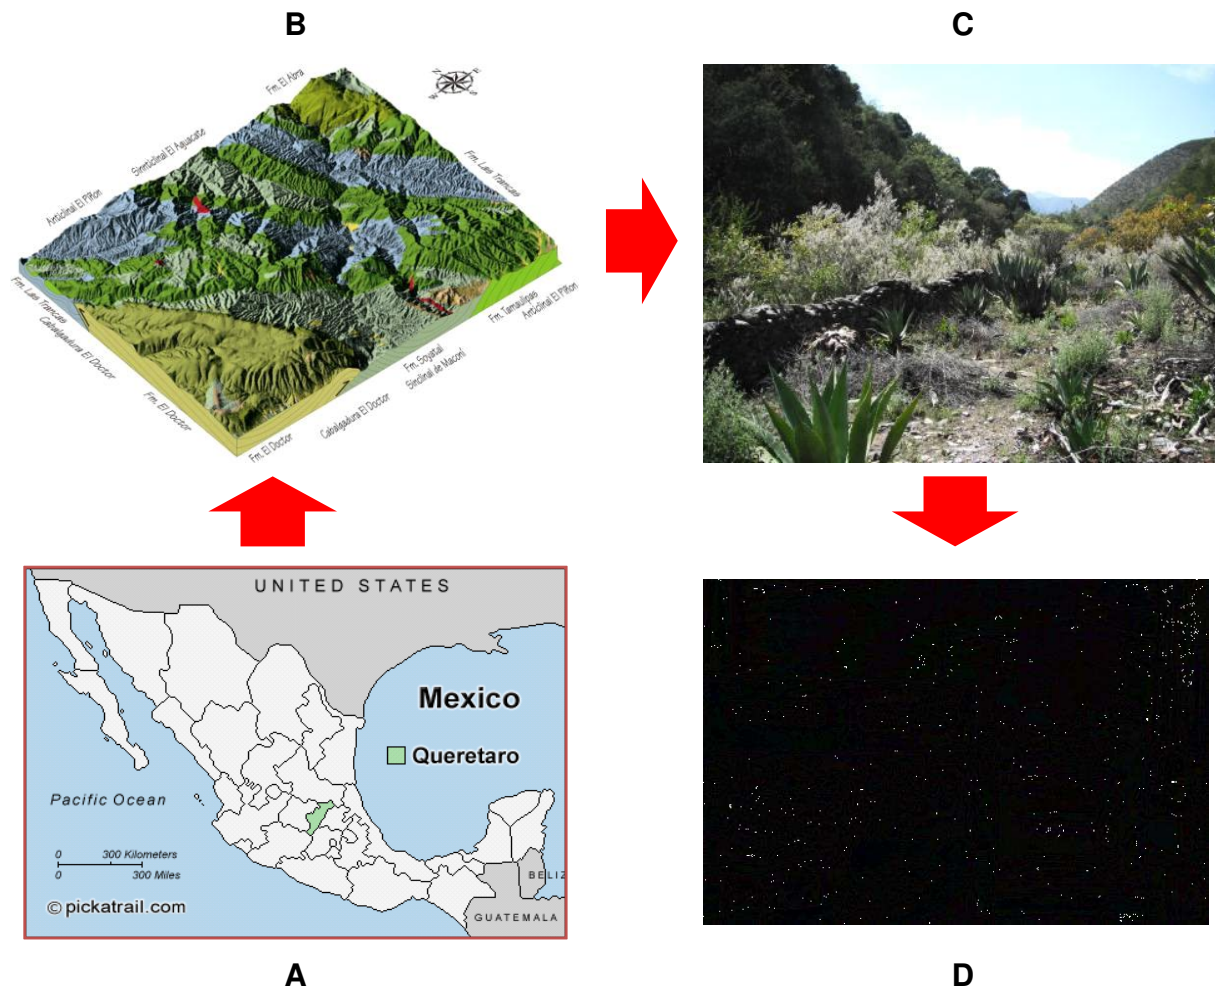 B
C
Fm. El Abra
N
E
W
S
Sinnticlinal El Aguacate
Fm. Las Trancas
Anticlinal El Piñon
Fm. Las Trancas
Cabalgadura El Doctor
Fm. El Doctor
Fm. El Doctor
Cabalgadura El Doctor
Fm. Soyatal
Sinclinal de Maconí
Fm. Tamaulipas
Anticlinal El Piñon
UNITED STATES
Mexico
Queretaro
Pacific Ocean
0 300 Kilometers
0 300 Miles
BELIZ
© pickatrail.com
GUATEMALA
A
D